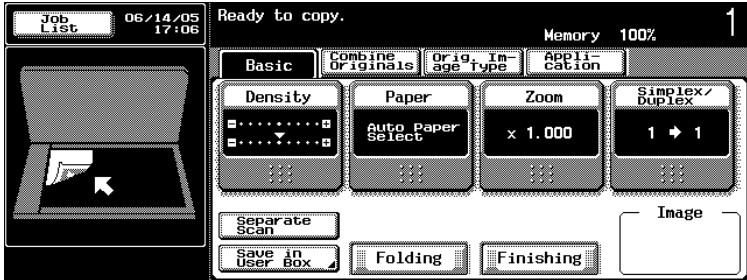 Job
List
06/14/05
17:06
Ready to copy.
Memory 100%
1
Basic
Combine
Originals
Orig. Im-
age Type
Appli-
cation
Density
Paper
Auto Paper
Select
Zoom
x 1.000
Simplex/
Duplex
1 → 1
Separate
Scan
Save in
User Box
Folding
Finishing
Image